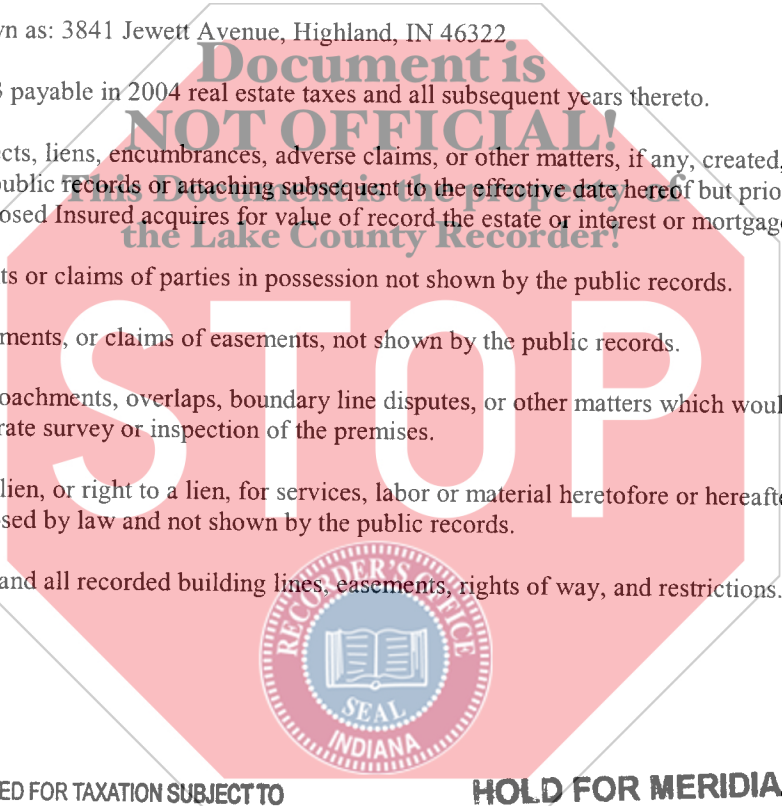 vn as: 3841 Jewett Avenue, Highland, IN 46322
Document is
3 payable in 2004 real estate taxes and all subsequent years thereto.
NOT OFFICIAL!
cts, liens, encumbrances, adverse claims, or other matters, if any, created,
public records or attaching subsequent to the effective date hereof but prio
This Document is the property of
osed Insured acquires for value of record the estate or interest or mortgage
the Lake County Recorder!
ts or claims of parties in possession not shown by the public records.
STOP
ments, or claims of easements, not shown by the public records.
oachments, overlaps, boundary line disputes, or other matters which woul
rate survey or inspection of the premises.
lien, or right to a lien, for services, labor or material heretofore or hereafte
sed by law and not shown by the public records.
and all recorded building lines, easements, rights of way, and restrictions.
RECORDER'S OFFICE
SEAL
INDIANA
ED FOR TAXATION SUBJECT TO
HOLD FOR MERIDIA